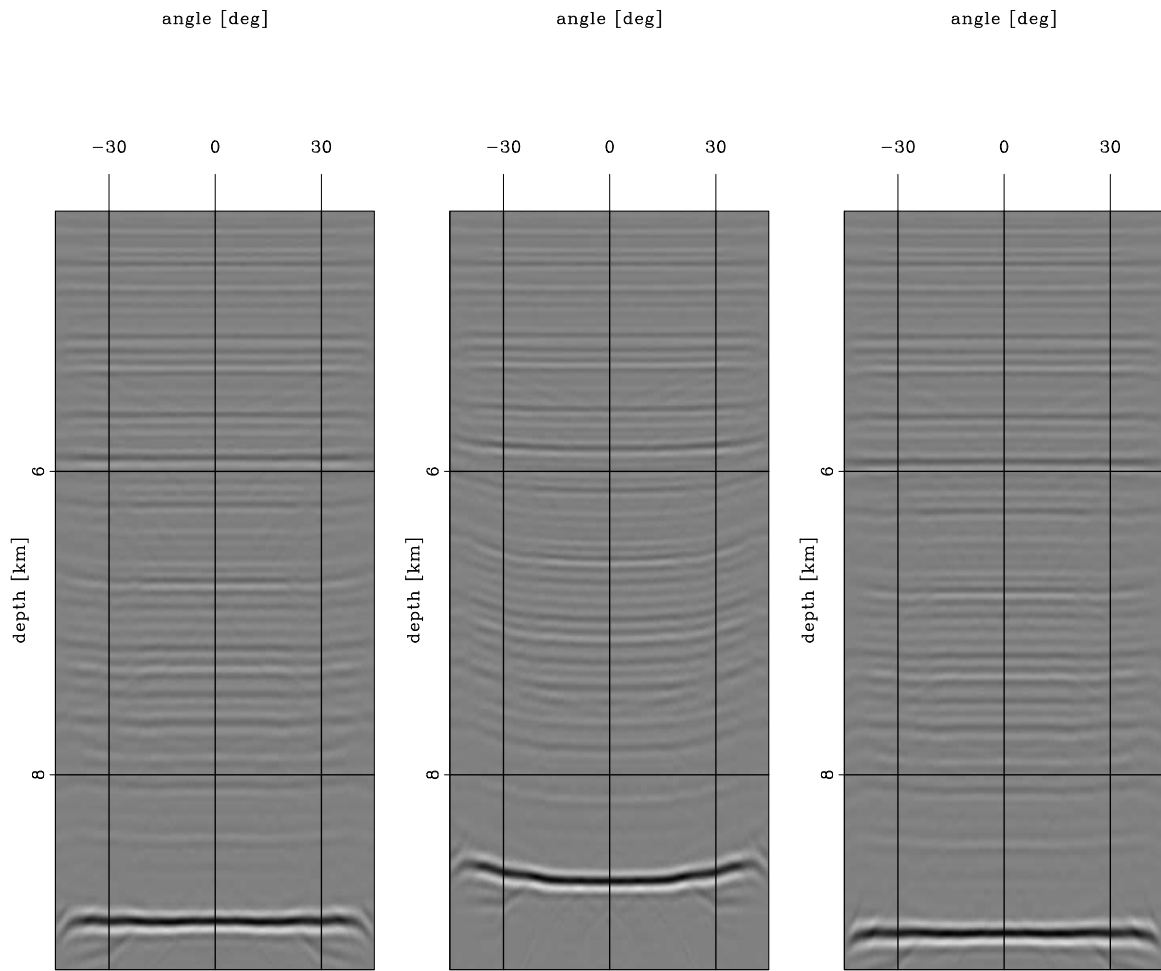 angle [deg] angle [deg] angle [deg]
−30 0 30 −30 0 30 −30 0 30
6 6 6
depth [km] depth [km] depth [km]
8 8 8